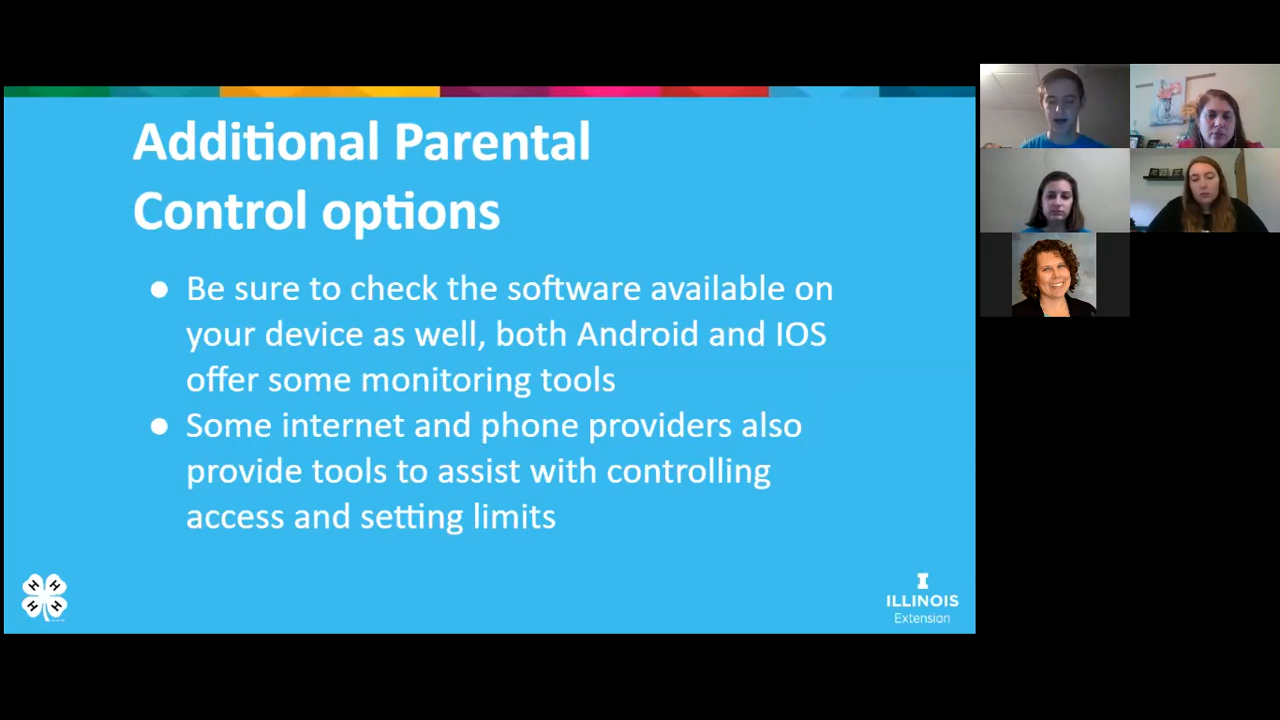 Additional Parental
Control options
● Be sure to check the software available on
your device as well, both Android and IOS
offer some monitoring tools
● Some internet and phone providers also
provide tools to assist with controlling
access and setting limits
H H
H H
I
ILLINOIS
Extension